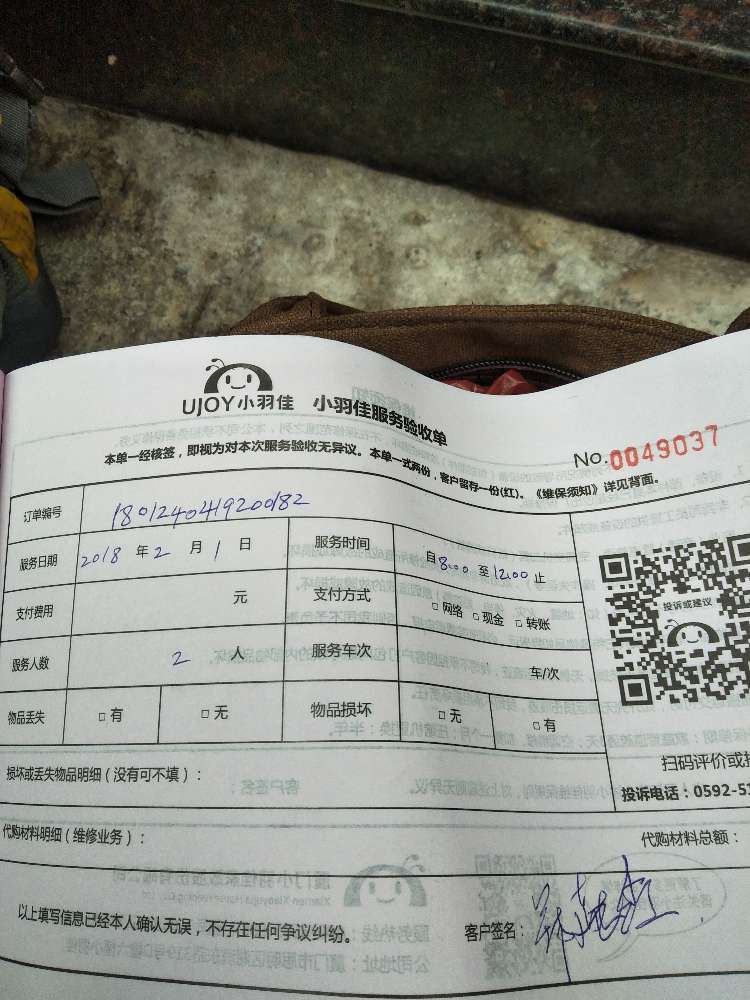 UJOY小羽佳 小羽佳服务验收单
No.0049037
本单一经核签，即视为对本次服务验收无异议。本单一式两份，客户留存一份(红)。《维保须知》详见背面。
订单编号 1801240419200182
服务日期 2018 年 2 月 1 日 服务时间 自8:00 至 12:00 止
支付费用 元 支付方式 □ 网络 □ 现金 □ 转账
服务人数 2 人 服务车次 车/次
物品丢失 □ 有 □ 无 物品损坏 □ 无 □ 有
投诉或建议
扫码评价或
投诉电话：0592-51
损坏或丢失物品明细（没有可不填）：
代购材料明细（维修业务）： 代购材料总额：
以上填写信息已经本人确认无误，不存在任何争议纠纷。 客户签名：